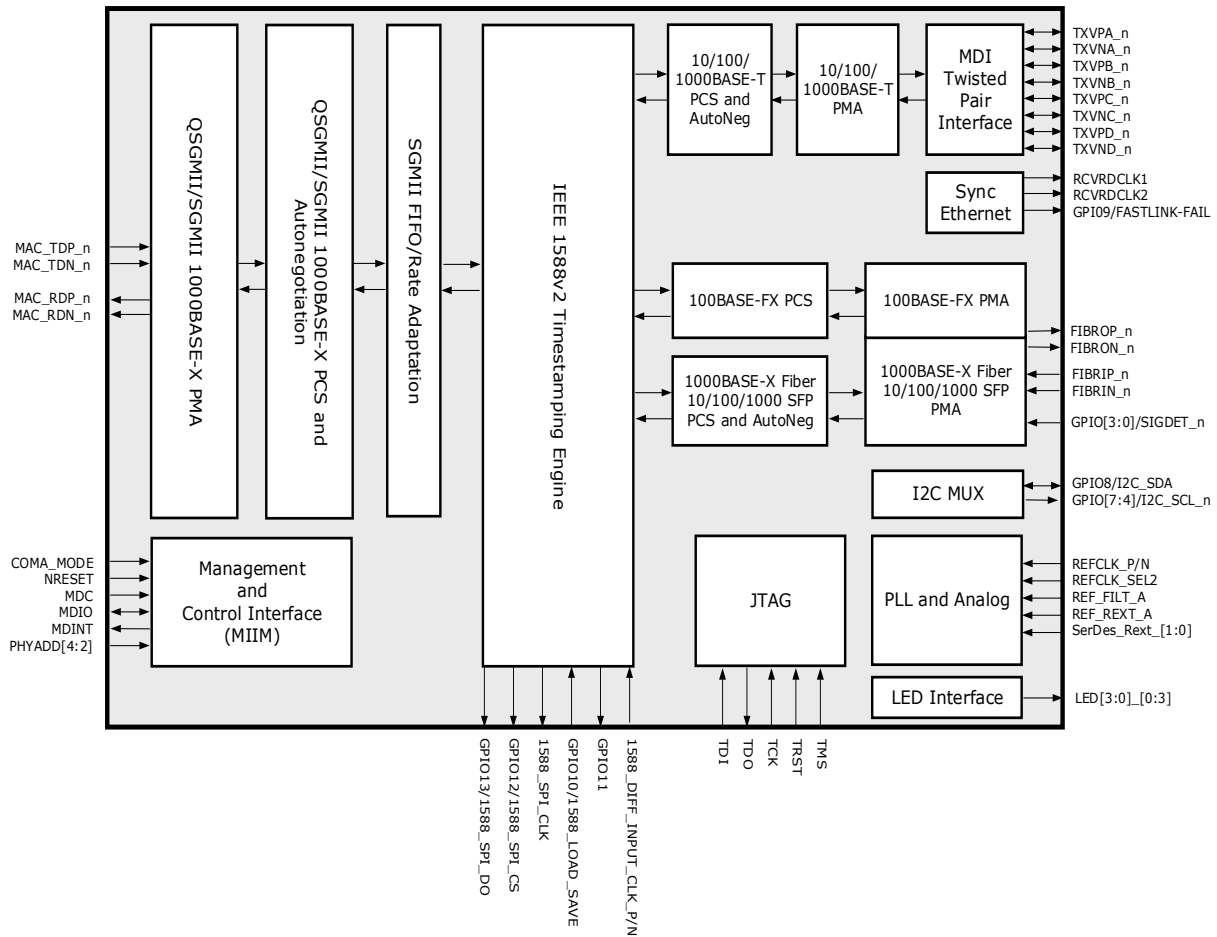 MAC_TDP_n
MAC_TDN_n
MAC_RDP_n
MAC_RDN_n
COMA_MODE
NRESET
MDC
MDIO
MDINT
PHYADD[4:2]
QSGMII/SGMII 1000BASE-X PMA
QSGMII/SGMII 1000BASE-X PCS and
Autonegotiation
SGMII FIFO/Rate Adaptation
IEEE 1588v2 Timestamping Engine
Management
and
Control Interface
(MIIM)
10/100/
1000BASE-T
PCS and
AutoNeg
10/100/
1000BASE-T
PMA
MDI
Twisted
Pair
Interface
Sync
Ethernet
100BASE-FX PCS
100BASE-FX PMA
1000BASE-X Fiber
10/100/1000 SFP
PCS and AutoNeg
1000BASE-X Fiber
10/100/1000 SFP
PMA
I2C MUX
JTAG
PLL and Analog
LED Interface
TXVPA_n
TXVNA_n
TXVPB_n
TXVNB_n
TXVPC_n
TXVNC_n
TXVPD_n
TXVND_n
RCVRDCLK1
RCVRDCLK2
GPI09/FASTLINK-FAIL
FIBROP_n
FIBRON_n
FIBRIP_n
FIBRIN_n
GPIO[3:0]/SIGDET_n
GPIO8/I2C_SDA
GPIO[7:4]/I2C_SCL_n
REFCLK_P/N
REFCLK_SEL2
REF_FILT_A
REF_REXT_A
SerDes_Rext_[1:0]
LED[3:0]_[0:3]
GPIO13/1588_SPI_DO
GPIO12/1588_SPI_CS
1588_SPI_CLK
GPIO10/1588_LOAD_SAVE
GPIO11
1588_DIFF_INPUT_CLK_P/N
TDI
TDO
TCK
TRST
TMS